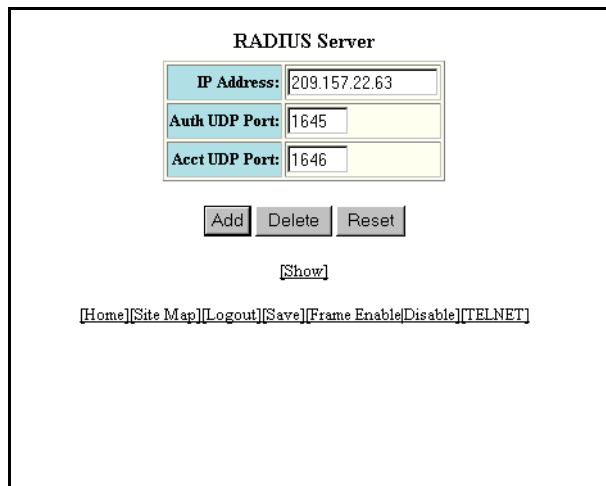 RADIUS Server
IP Address: 209.157.22.63
Auth UDP Port: 1645
Acct UDP Port: 1646
Add Delete Reset
[Show]
[Home][Site Map][Logout][Save][Frame Enable|Disable][TELNET]